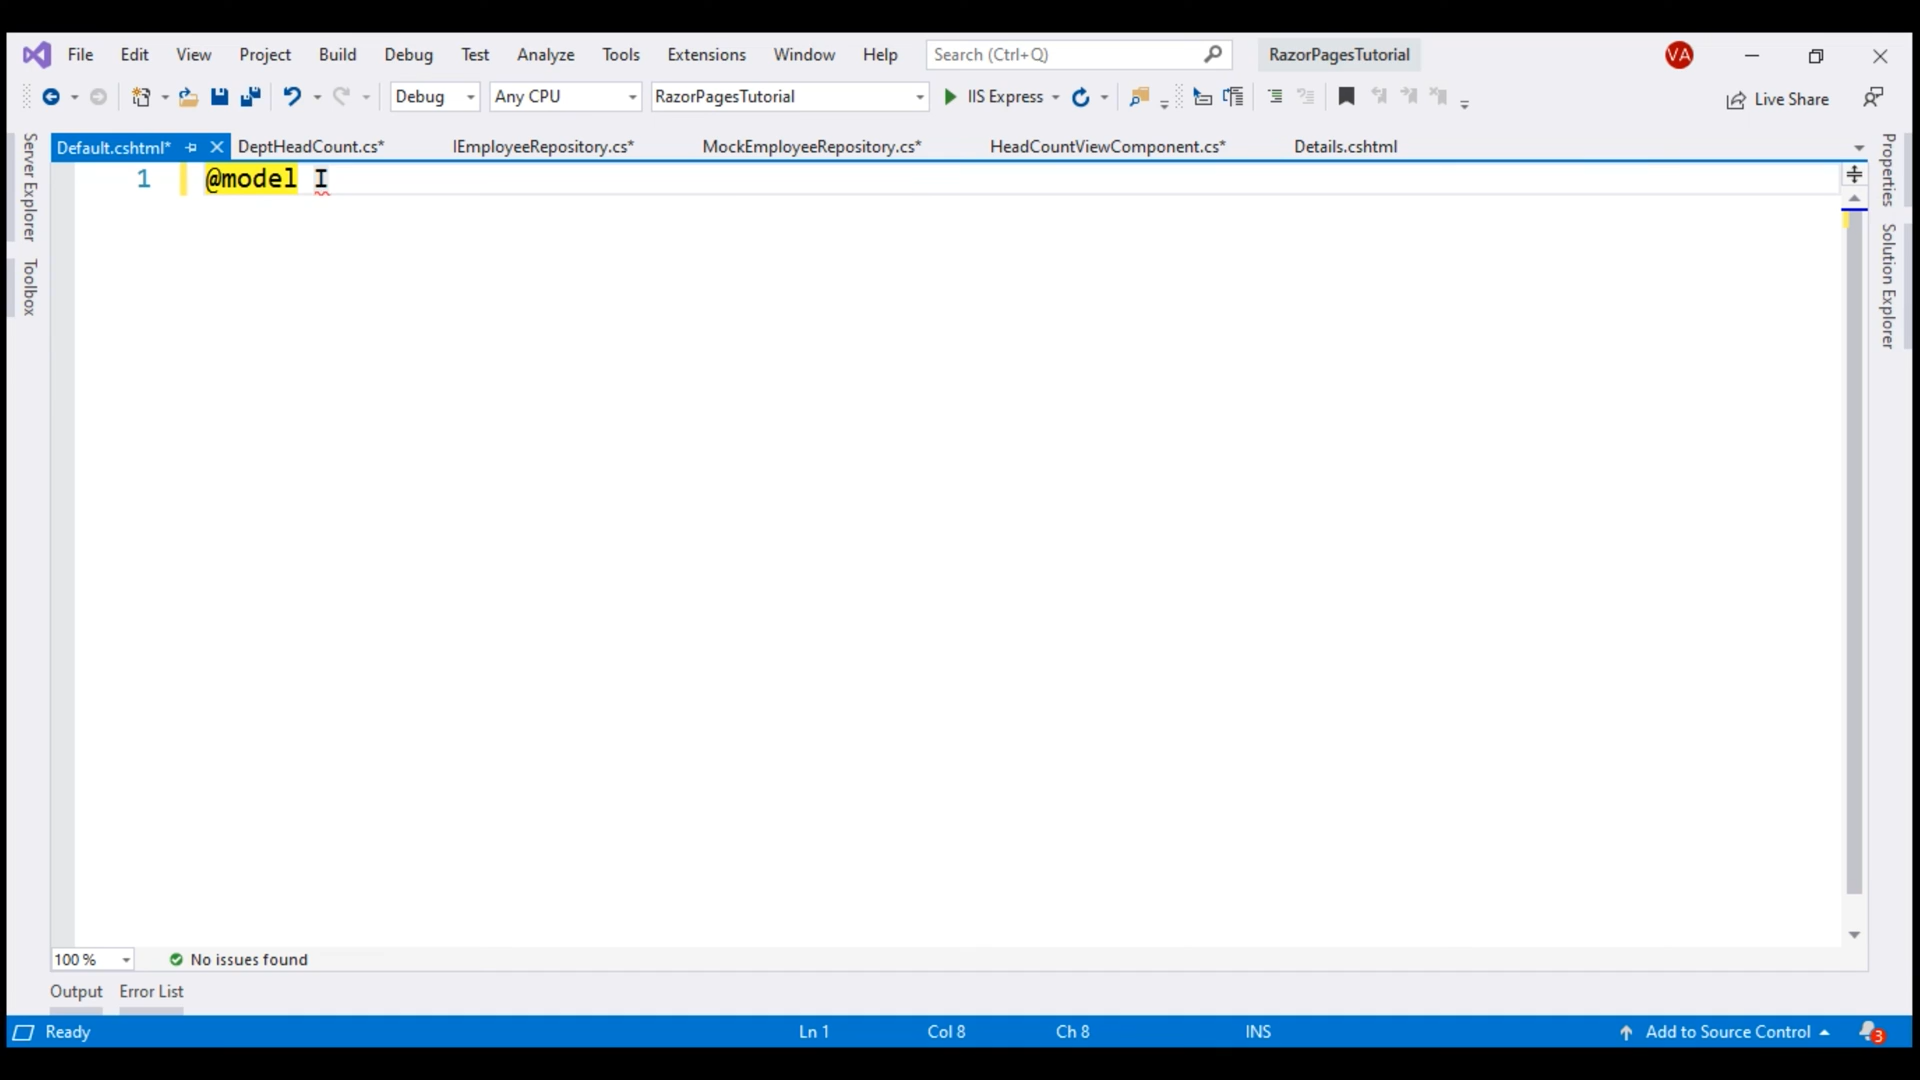 File Edit View Project Build Debug Test Analyze Tools Extensions Window Help Search (Ctrl+Q) RazorPagesTutorial VA
Debug Any CPU RazorPagesTutorial IIS Express Live Share
Default.cshtml* DeptHeadCount.cs* IEmployeeRepository.cs* MockEmployeeRepository.cs* HeadCountViewComponent.cs* Details.cshtml
Server Explorer
Toolbox
1 @model
Properties
Solution Explorer
100 % No issues found
Output Error List
Ready Ln 1 Col 8 Ch 8 INS Add to Source Control 3